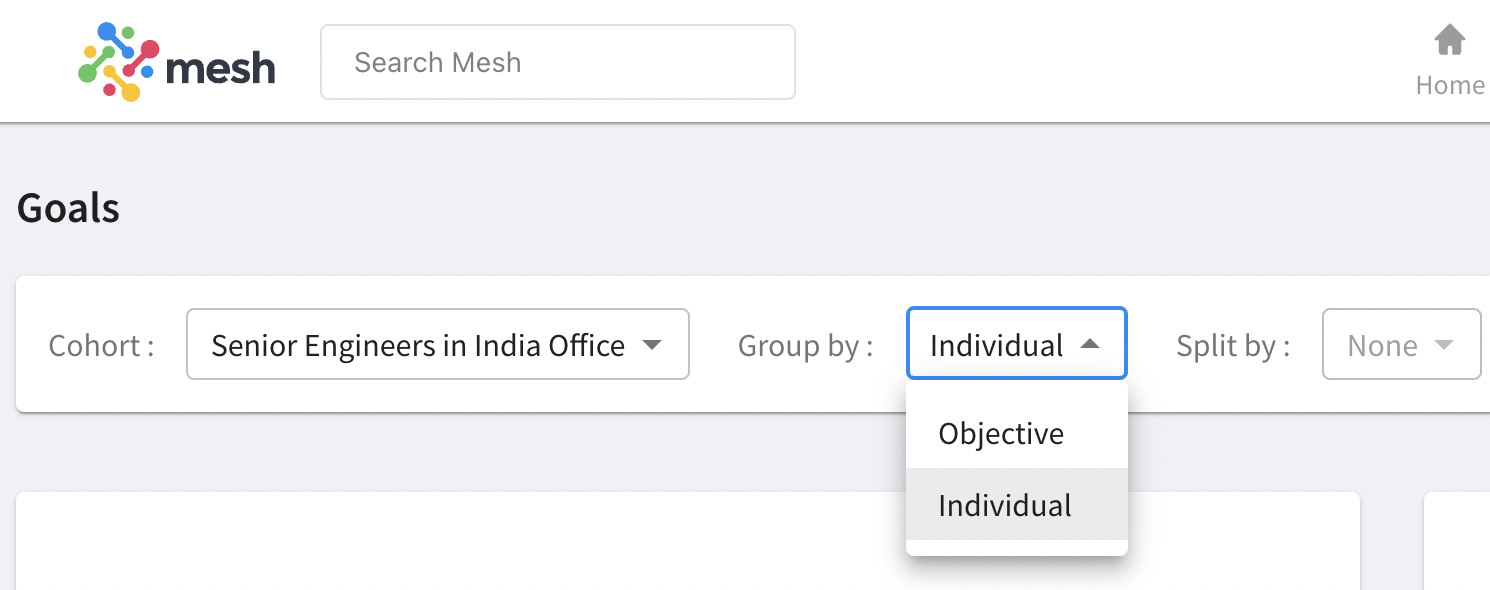 mesh
Search Mesh
Home
Goals
Cohort :
Senior Engineers in India Office
Group by :
Individual
Split by :
None
Objective
Individual